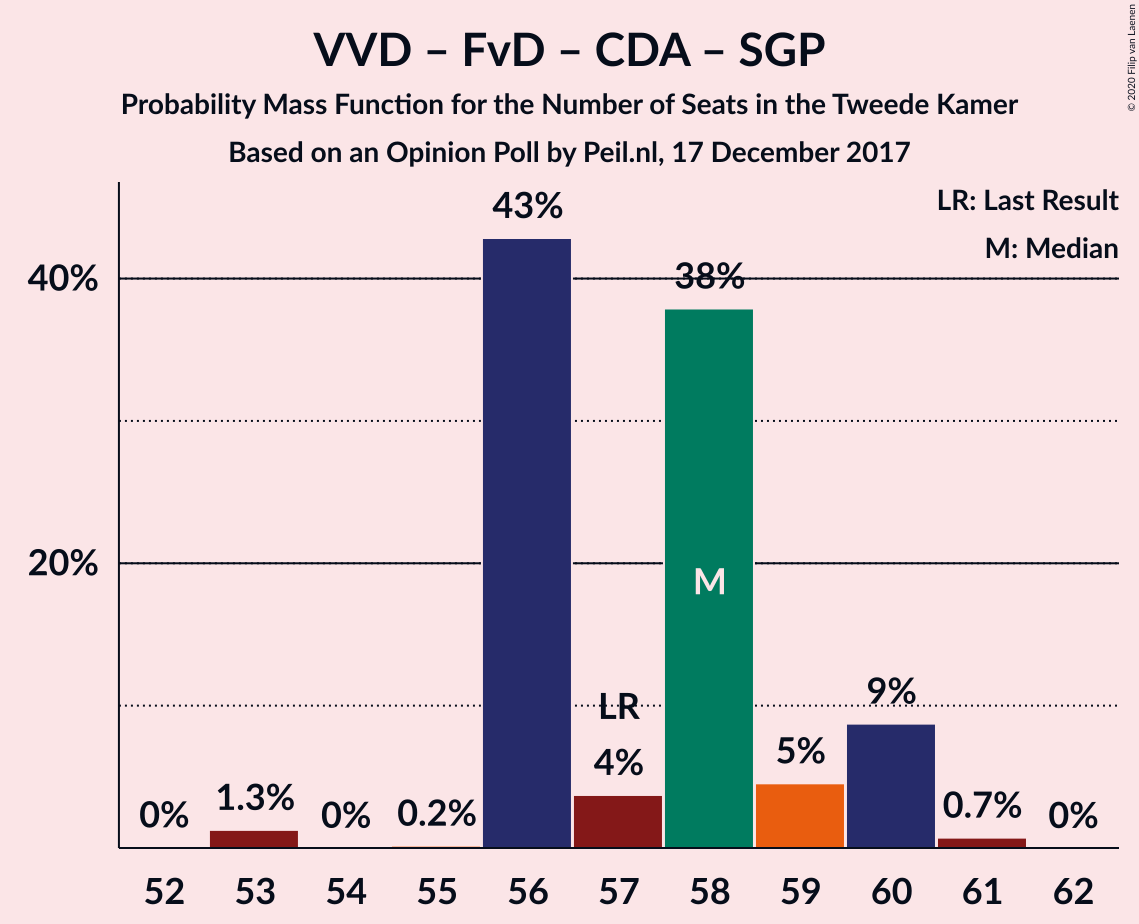 VVD – FvD – CDA – SGP
Probability Mass Function for the Number of Seats in the Tweede Kamer
Based on an Opinion Poll by Peil.nl, 17 December 2017
© 2020 Filip van Laenen
LR: Last Result
M: Median
43%
40%
38%
20%
M
LR
9%
5%
4%
0%
1.3%
0%
0.2%
0.7%
0%
52 53 54 55 56 57 58 59 60 61 62